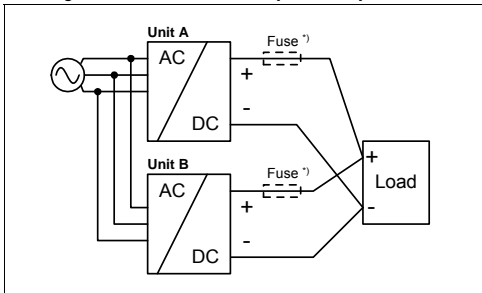 Unit A
AC
DC
Fuse *)
+
-
Unit B
AC
DC
Fuse *)
+
-
+
-
Load